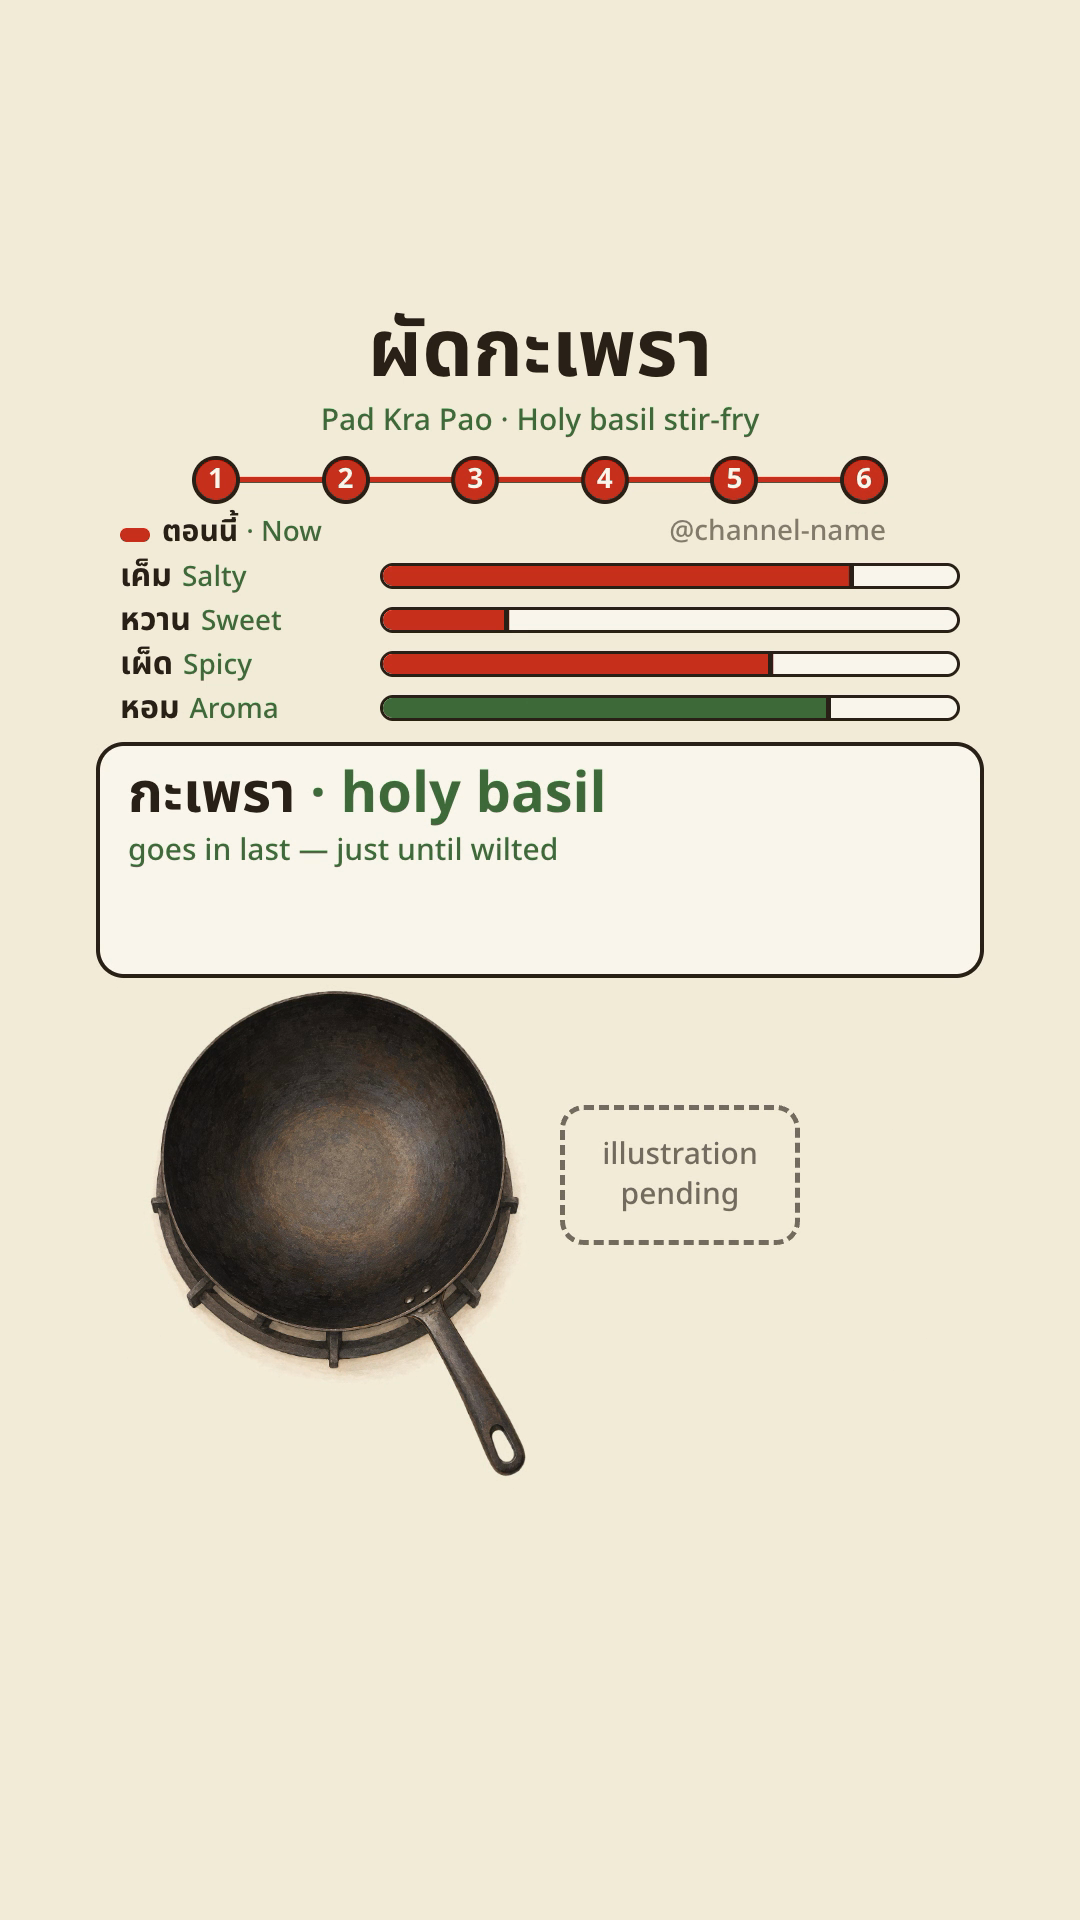 ผัดกะเพรา
Pad Kra Pao · Holy basil stir-fry
1 2 3 4 5 6
ตอนนี้ · Now @channel-name
เค็ม Salty
หวาน Sweet
เผ็ด Spicy
หอม Aroma
กะเพรา · holy basil
goes in last — just until wilted
illustration
pending